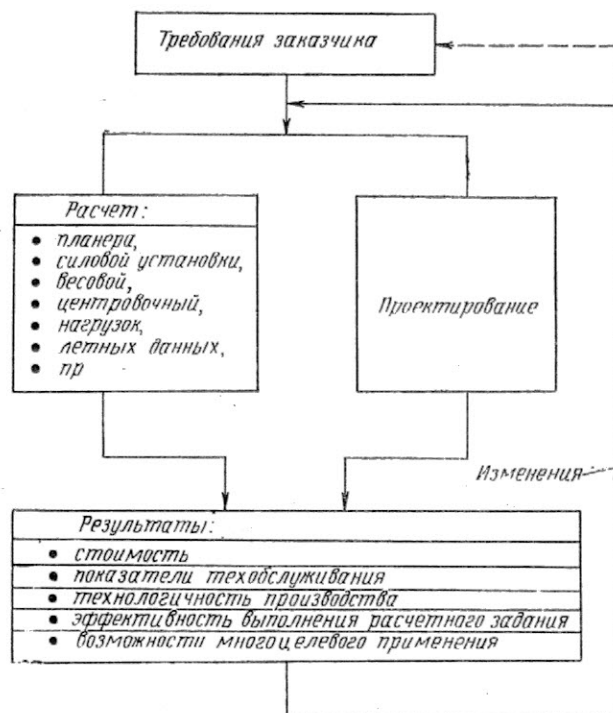 Требования заказчика
Расчет:
• планера,
• силовой установки,
• весовой,
• центровочный,
• нагрузок,
• летных данных,
• пр
Проектирование
Изменения
Результаты:
• стоимость
• показатели техобслуживания
• технологичность производства
• эффективность выполнения расчетного задания
• возможности многоцелевого применения